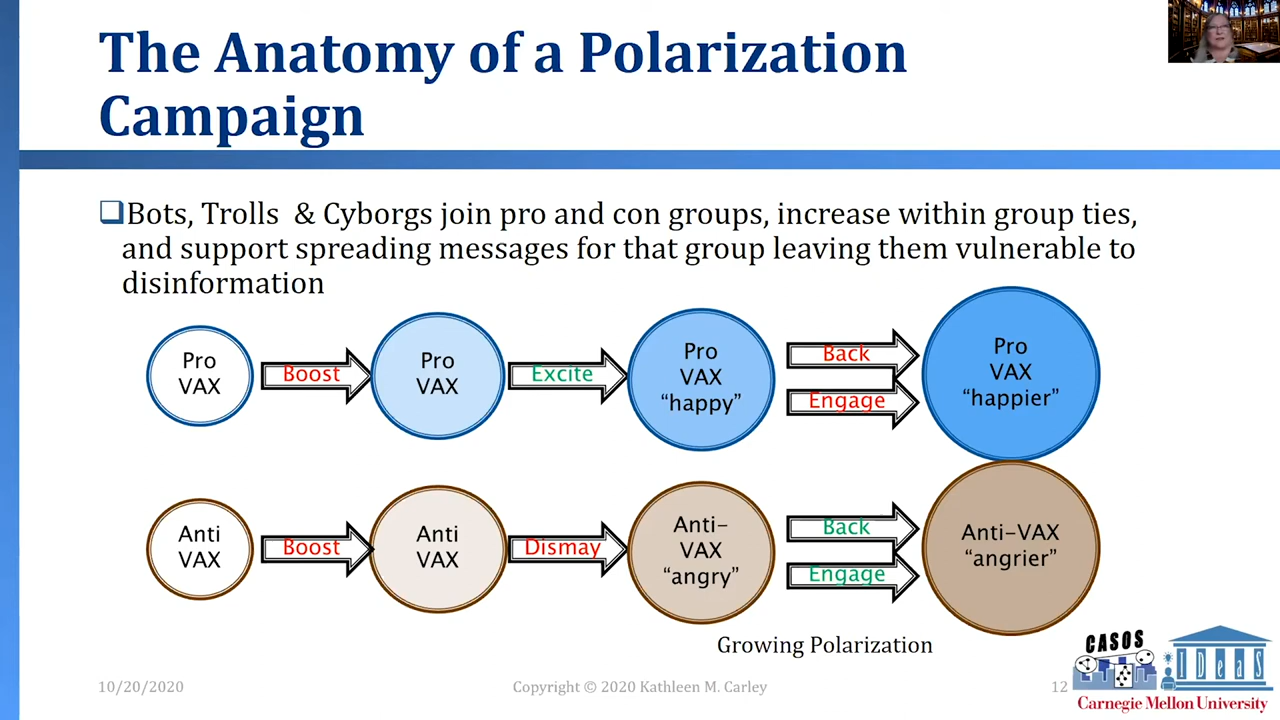 The Anatomy of a Polarization
Campaign
❑Bots, Trolls & Cyborgs join pro and con groups, increase within group ties,
and support spreading messages for that group leaving them vulnerable to
disinformation
Pro
VAX
Boost
Pro
VAX
Excite
Pro
VAX
“happy”
Back
Engage
Pro
VAX
“happier”
Anti
VAX
Boost
Anti
VAX
Dismay
Anti-
VAX
“angry”
Back
Engage
Anti-VAX
“angrier”
Growing Polarization
10/20/2020
Copyright © 2020 Kathleen M. Carley
12
CASOS
IDeaS
Carnegie Mellon University